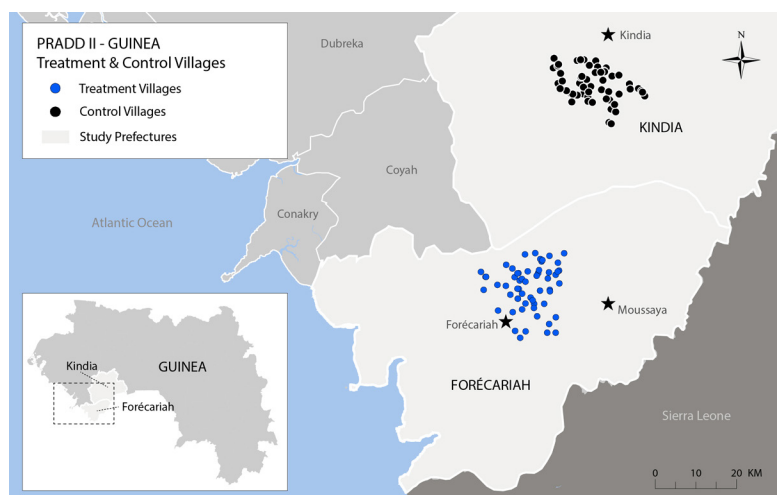 PRADD II - GUINEA
Treatment & Control Villages
Treatment Villages
Control Villages
Study Prefectures
Dubreka
Kindia
N
KINDIA
Coyah
Conakry
Atlantic Ocean
Moussaya
Forécariah
FORÉCARIAH
Kindia
GUINEA
Forécariah
Sierra Leone
0 10 20 KM